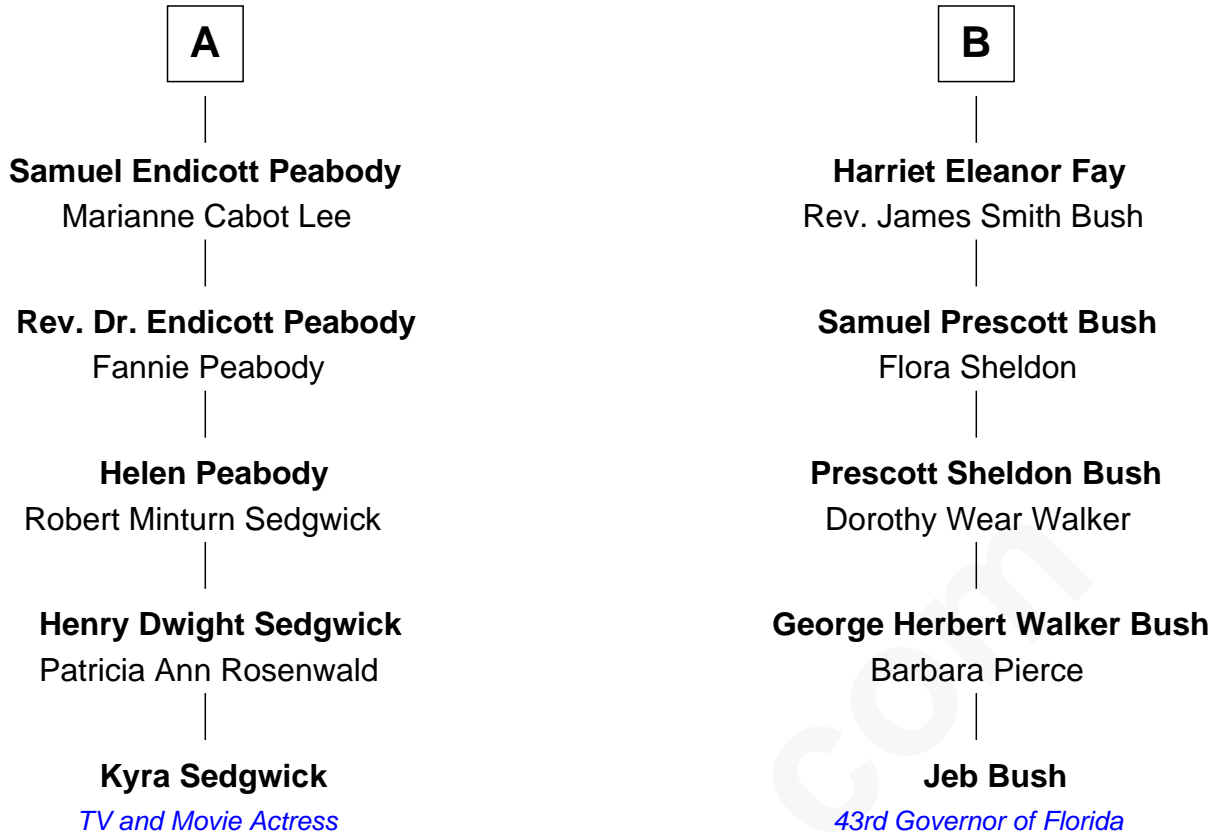 A
Samuel Endicott Peabody
Marianne Cabot Lee
Rev. Dr. Endicott Peabody
Fannie Peabody
Helen Peabody
Robert Minturn Sedgwick
Henry Dwight Sedgwick
Patricia Ann Rosenwald
Kyra Sedgwick
TV and Movie Actress
B
Harriet Eleanor Fay
Rev. James Smith Bush
Samuel Prescott Bush
Flora Sheldon
Prescott Sheldon Bush
Dorothy Wear Walker
George Herbert Walker Bush
Barbara Pierce
Jeb Bush
43rd Governor of Florida
com